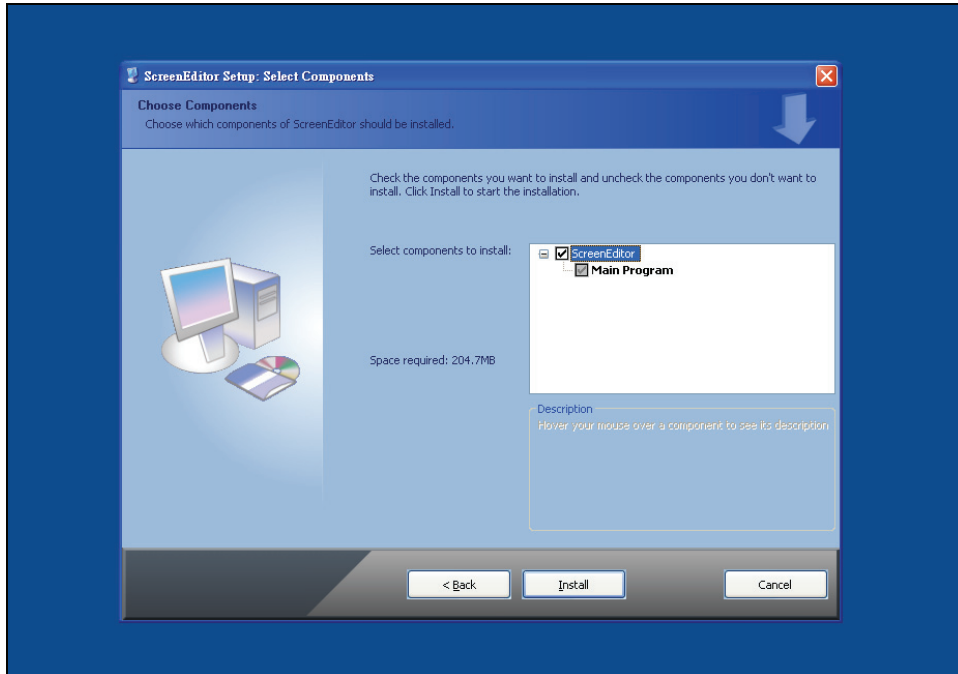 ScreenEditor Setup: Select Components
Choose Components
Choose which components of ScreenEditor should be installed.
Check the components you want to install and uncheck the components you don't want to
install. Click Install to start the installation.
Select components to install:
ScreenEditor
Main Program
Space required: 204.7MB
Description
Hover your mouse over a component to see its description
< Back
Install
Cancel